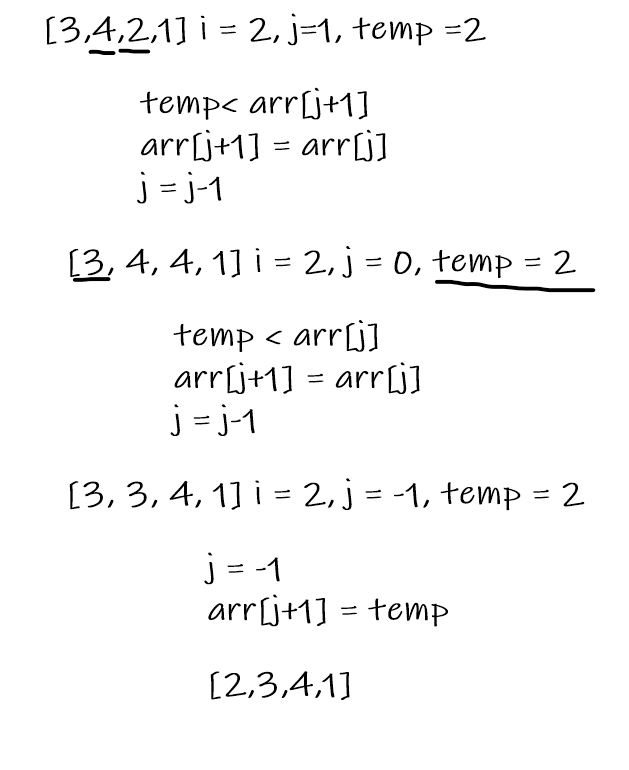 [3,4,2,1] i = 2, j=1, temp =2
temp< arr[j+1]
arr[j+1] = arr[j]
j = j-1
[3, 4, 4, 1] i = 2, j = 0, temp = 2
temp < arr[j]
arr[j+1] = arr[j]
j = j-1
[3, 3, 4, 1] i = 2, j = -1, temp = 2
j = -1
arr[j+1] = temp
[2,3,4,1]